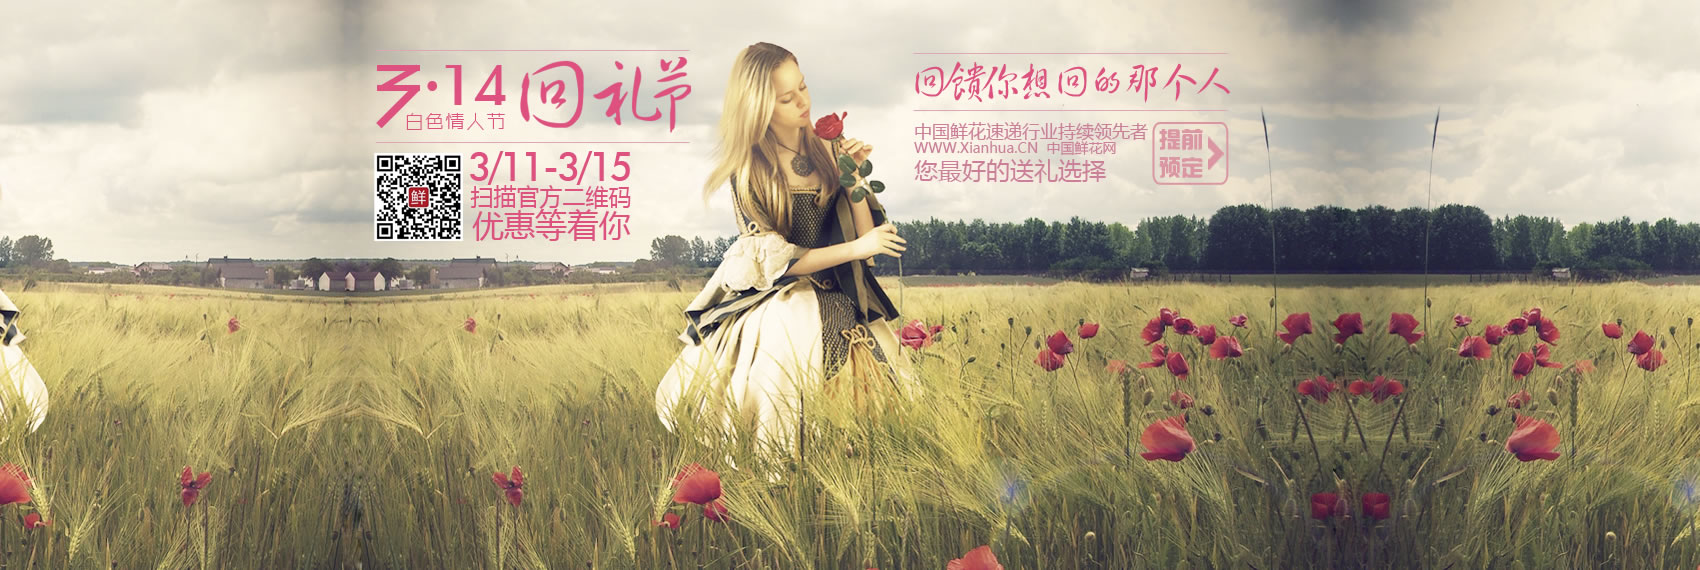 3·14 回礼节
白色情人节
3/11-3/15
扫描官方二维码
优惠等着你
鲜
回馈你想回的那个人
中国鲜花速递行业持续领先者
WWW.Xianhua.CN 中国鲜花网
您最好的送礼选择
提前
预定